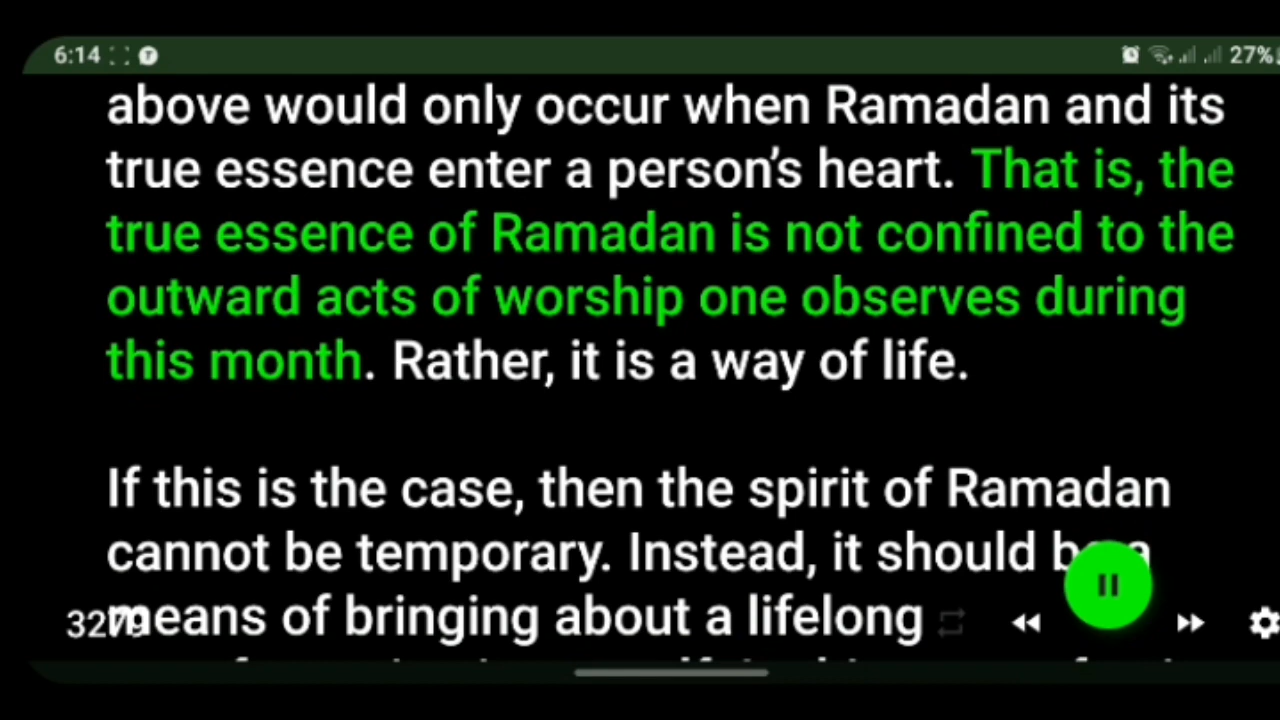 6:14
27%
above would only occur when Ramadan and its
true essence enter a person's heart. That is, the
true essence of Ramadan is not confined to the
outward acts of worship one observes during
this month. Rather, it is a way of life.
If this is the case, then the spirit of Ramadan
cannot be temporary. Instead, it should be a
means of bringing about a lifelong